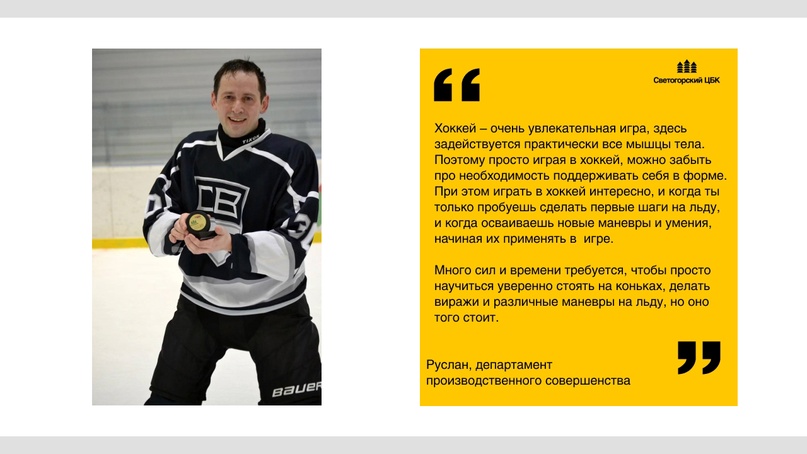 Светогорский ЦБК
Хоккей – очень увлекательная игра, здесь
задействуется практически все мышцы тела.
Поэтому просто играя в хоккей, можно забыть
про необходимость поддерживать себя в форме.
При этом играть в хоккей интересно, и когда ты
только пробуешь сделать первые шаги на льду,
и когда осваиваешь новые маневры и умения,
начиная их применять в игре.
Много сил и времени требуется, чтобы просто
научиться уверенно стоять на коньках, делать
виражи и различные маневры на льду, но оно
того стоит.
Руслан, департамент
производственного совершенства
BAUER